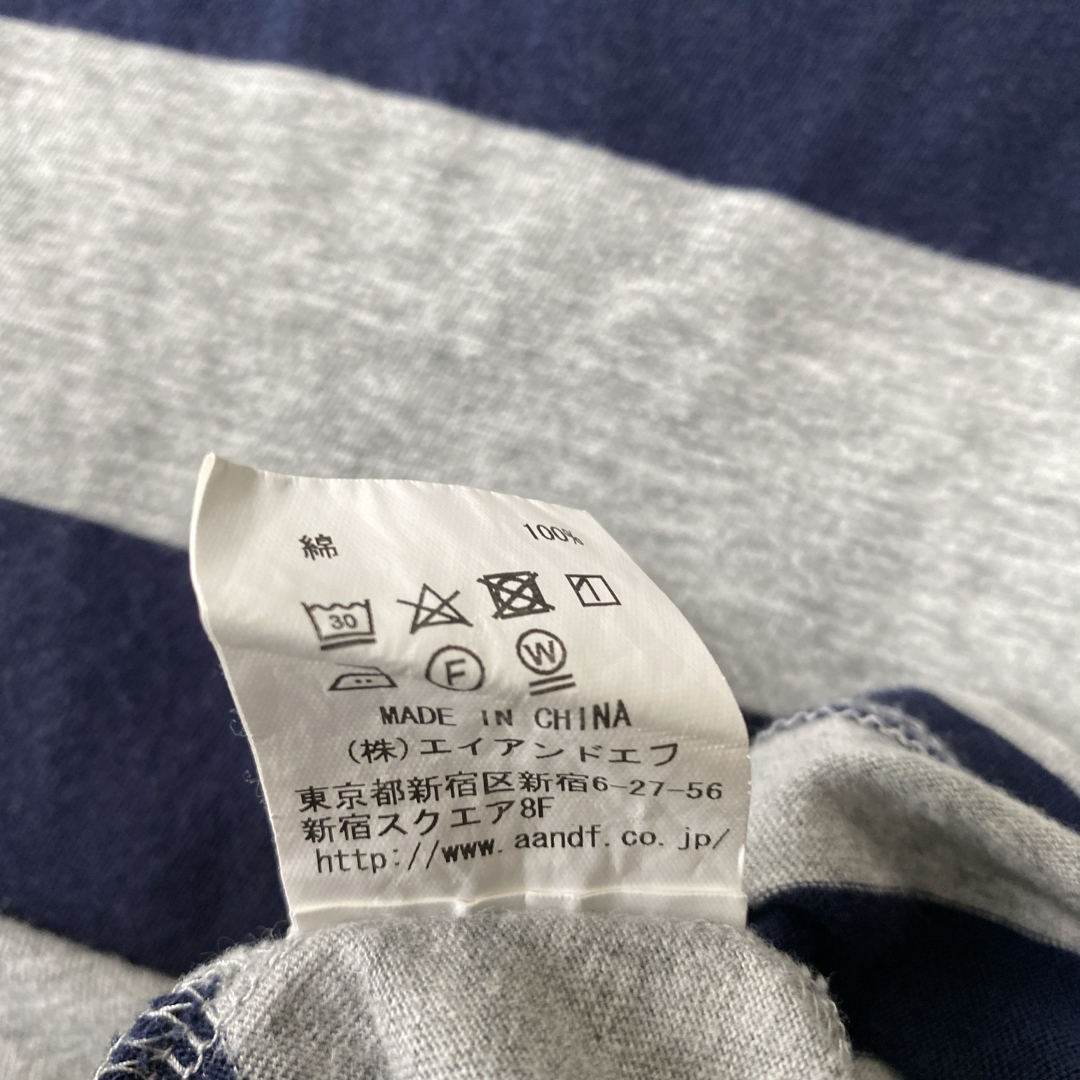 綿 100%
30
F W
MADE IN CHINA
(株)エイアンドエフ
東京都新宿区新宿6-27-56
新宿スクエア8F
http://www.aandf.co.jp/